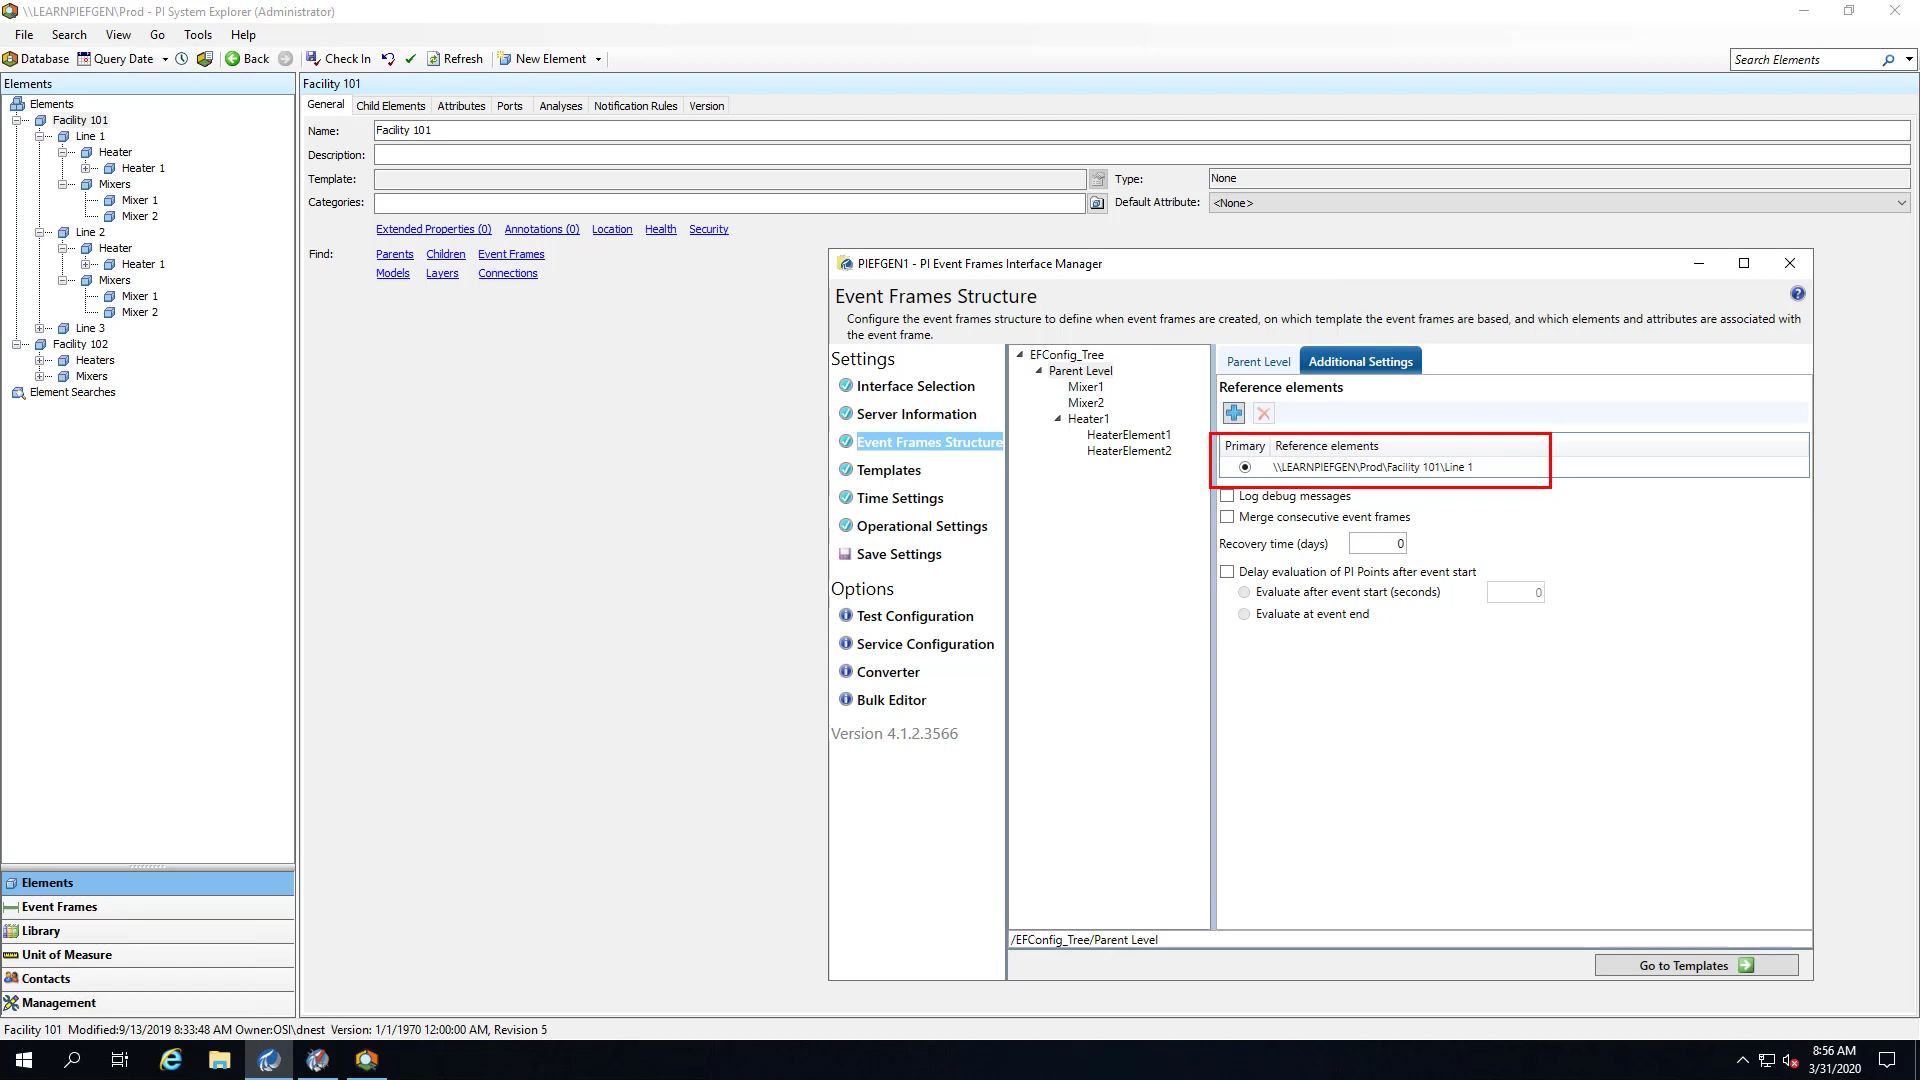 \\LEARNPIEFGEN\Prod - PI System Explorer (Administrator)
File Search View Go Tools Help
Database Query Date Back Check In Refresh New Element
Search Elements
Elements
Elements
Facility 101
Line 1
Heater
Heater 1
Mixers
Mixer 1
Mixer 2
Line 2
Heater
Heater 1
Mixers
Mixer 1
Mixer 2
Line 3
Facility 102
Heaters
Mixers
Element Searches
Elements
Event Frames
Library
Unit of Measure
Contacts
Management
Facility 101
General Child Elements Attributes Ports Analyses Notification Rules Version
Name: Facility 101
Description:
Template: Type: None
Categories: Default Attribute: <None>
Extended Properties (0) Annotations (0) Location Health Security
Find: Parents Children Event Frames
Models Layers Connections
PIEFGEN1 - PI Event Frames Interface Manager
Event Frames Structure
Configure the event frames structure to define when event frames are created, on which template the event frames are based, and which elements and attributes are associated with
the event frame.
Settings
Interface Selection
Server Information
Event Frames Structure
Templates
Time Settings
Operational Settings
Save Settings
Options
Test Configuration
Service Configuration
Converter
Bulk Editor
Version 4.1.2.3566
EFConfig_Tree
Parent Level
Mixer1
Mixer2
Heater1
HeaterElement1
HeaterElement2
Parent Level Additional Settings
Reference elements
Primary Reference elements
\\LEARNPIEFGEN\Prod\Facility 101\Line 1
Log debug messages
Merge consecutive event frames
Recovery time (days) 0
Delay evaluation of PI Points after event start
Evaluate after event start (seconds) 0
Evaluate at event end
/EFConfig_Tree/Parent Level
Go to Templates
Facility 101 Modified:9/13/2019 8:33:48 AM Owner:OSI\dnest Version: 1/1/1970 12:00:00 AM, Revision 5
8:56 AM
3/31/2020